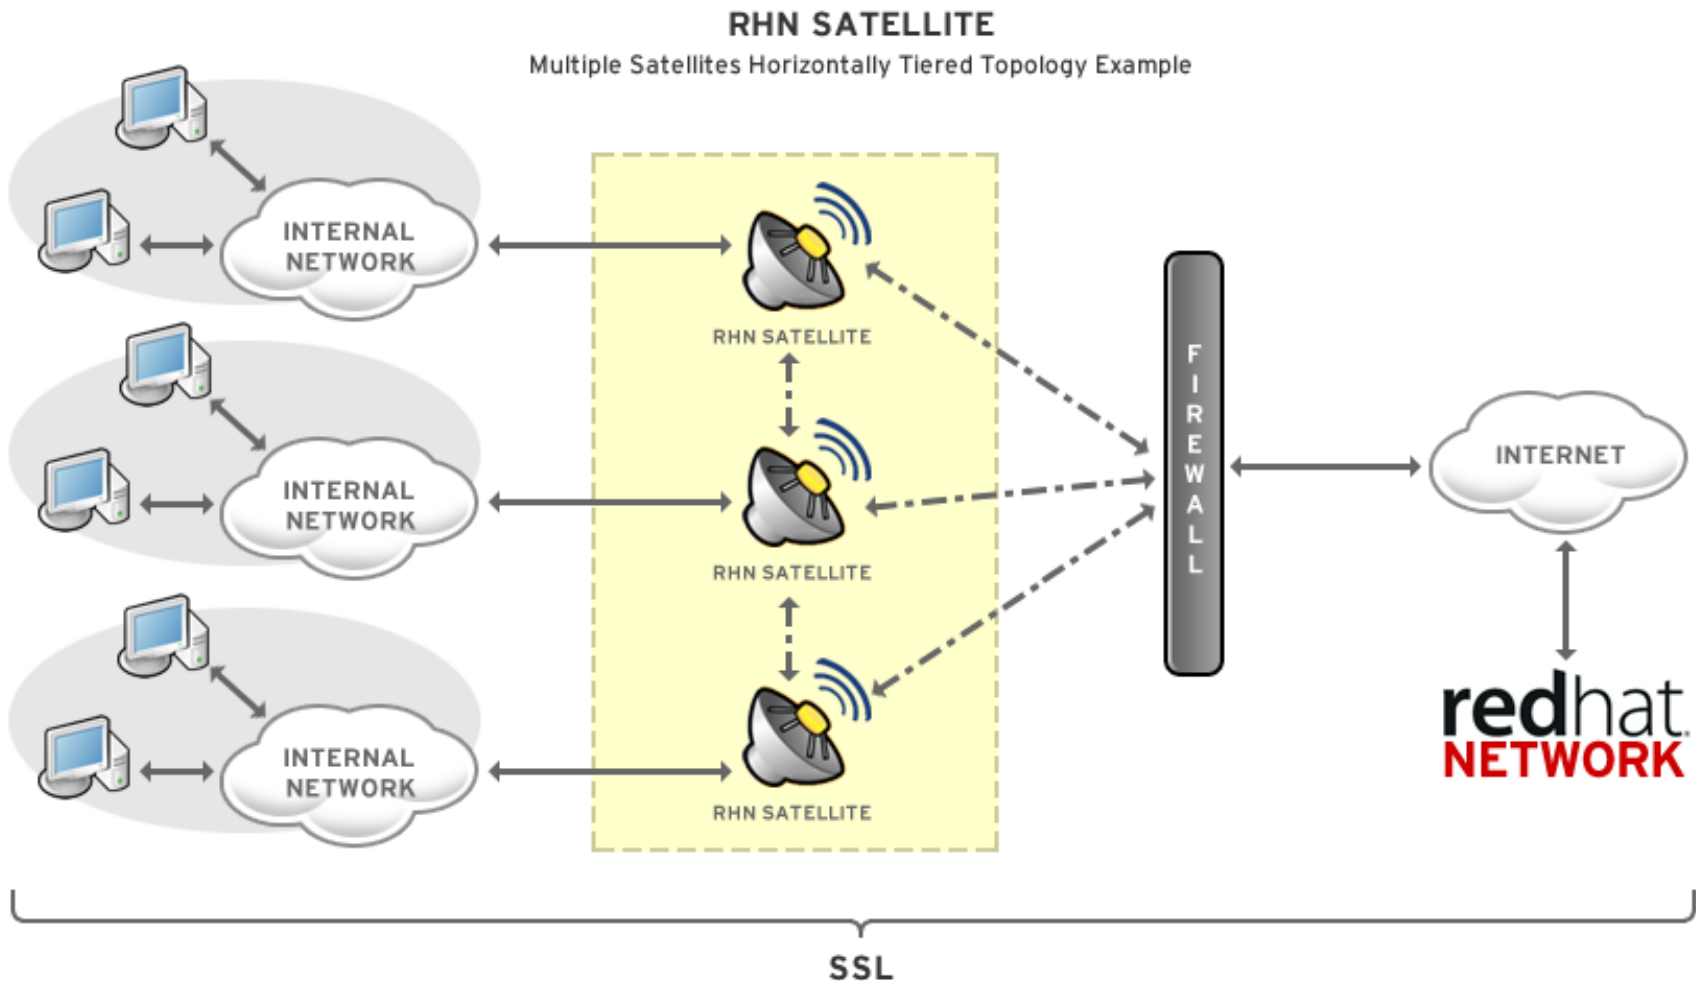 RHN SATELLITE
Multiple Satellites Horizontally Tiered Topology Example
INTERNAL
NETWORK
RHN SATELLITE
INTERNAL
NETWORK
RHN SATELLITE
INTERNAL
NETWORK
RHN SATELLITE
FIREWALL
INTERNET
redhat.
NETWORK
SSL